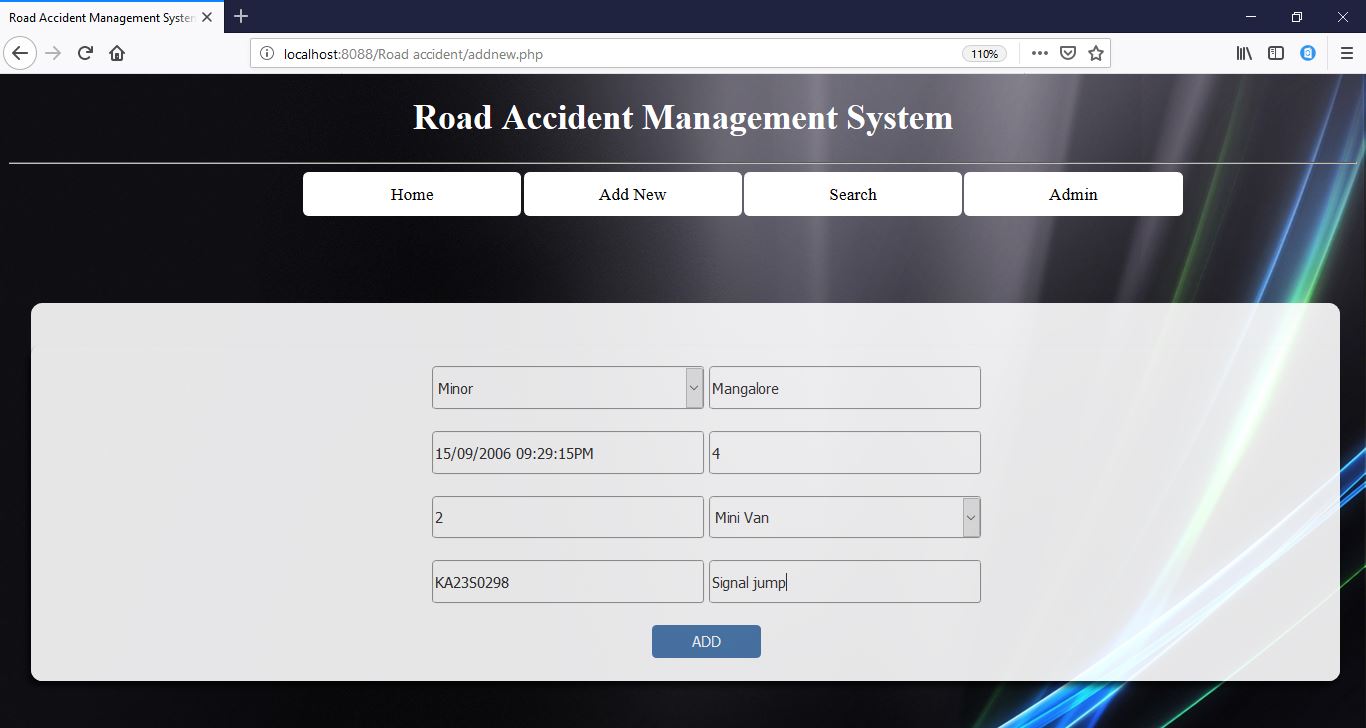 Road Accident Management System
localhost:8088/Road accident/addnew.php 110%
Road Accident Management System
Home Add New Search Admin
Minor Mangalore
15/09/2006 09:29:15PM 4
2 Mini Van
KA23S0298 Signal jump
ADD